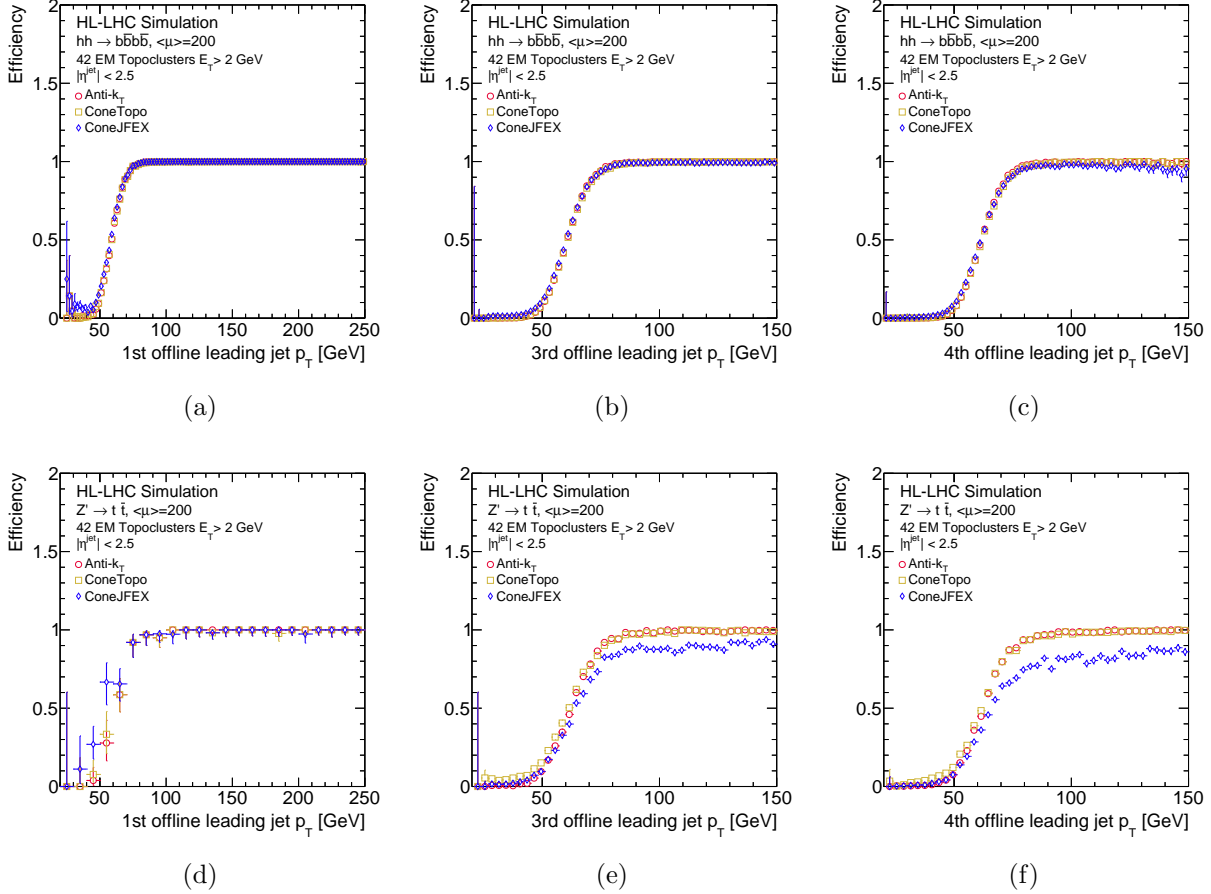 Efficiency
2
1.5
1
0.5
0
HL-LHC Simulation
hh → bb̄bb̄, <μ>=200
42 EM Topoclusters E_T > 2 GeV
|η^jet| < 2.5
Anti-k_T
ConeTopo
ConeJFEX
50 100 150 200 250
1st offline leading jet p_T [GeV]
(a)
Efficiency
2
1.5
1
0.5
0
HL-LHC Simulation
hh → bb̄bb̄, <μ>=200
42 EM Topoclusters E_T > 2 GeV
|η^jet| < 2.5
Anti-k_T
ConeTopo
ConeJFEX
50 100 150
3rd offline leading jet p_T [GeV]
(b)
Efficiency
2
1.5
1
0.5
0
HL-LHC Simulation
hh → bb̄bb̄, <μ>=200
42 EM Topoclusters E_T > 2 GeV
|η^jet| < 2.5
Anti-k_T
ConeTopo
ConeJFEX
50 100 150
4th offline leading jet p_T [GeV]
(c)
Efficiency
2
1.5
1
0.5
0
HL-LHC Simulation
Z' → t t̄, <μ>=200
42 EM Topoclusters E_T > 2 GeV
|η^jet| < 2.5
Anti-k_T
ConeTopo
ConeJFEX
50 100 150 200 250
1st offline leading jet p_T [GeV]
(d)
Efficiency
2
1.5
1
0.5
0
HL-LHC Simulation
Z' → t t̄, <μ>=200
42 EM Topoclusters E_T > 2 GeV
|η^jet| < 2.5
Anti-k_T
ConeTopo
ConeJFEX
50 100 150
3rd offline leading jet p_T [GeV]
(e)
Efficiency
2
1.5
1
0.5
0
HL-LHC Simulation
Z' → t t̄, <μ>=200
42 EM Topoclusters E_T > 2 GeV
|η^jet| < 2.5
Anti-k_T
ConeTopo
ConeJFEX
50 100 150
4th offline leading jet p_T [GeV]
(f)